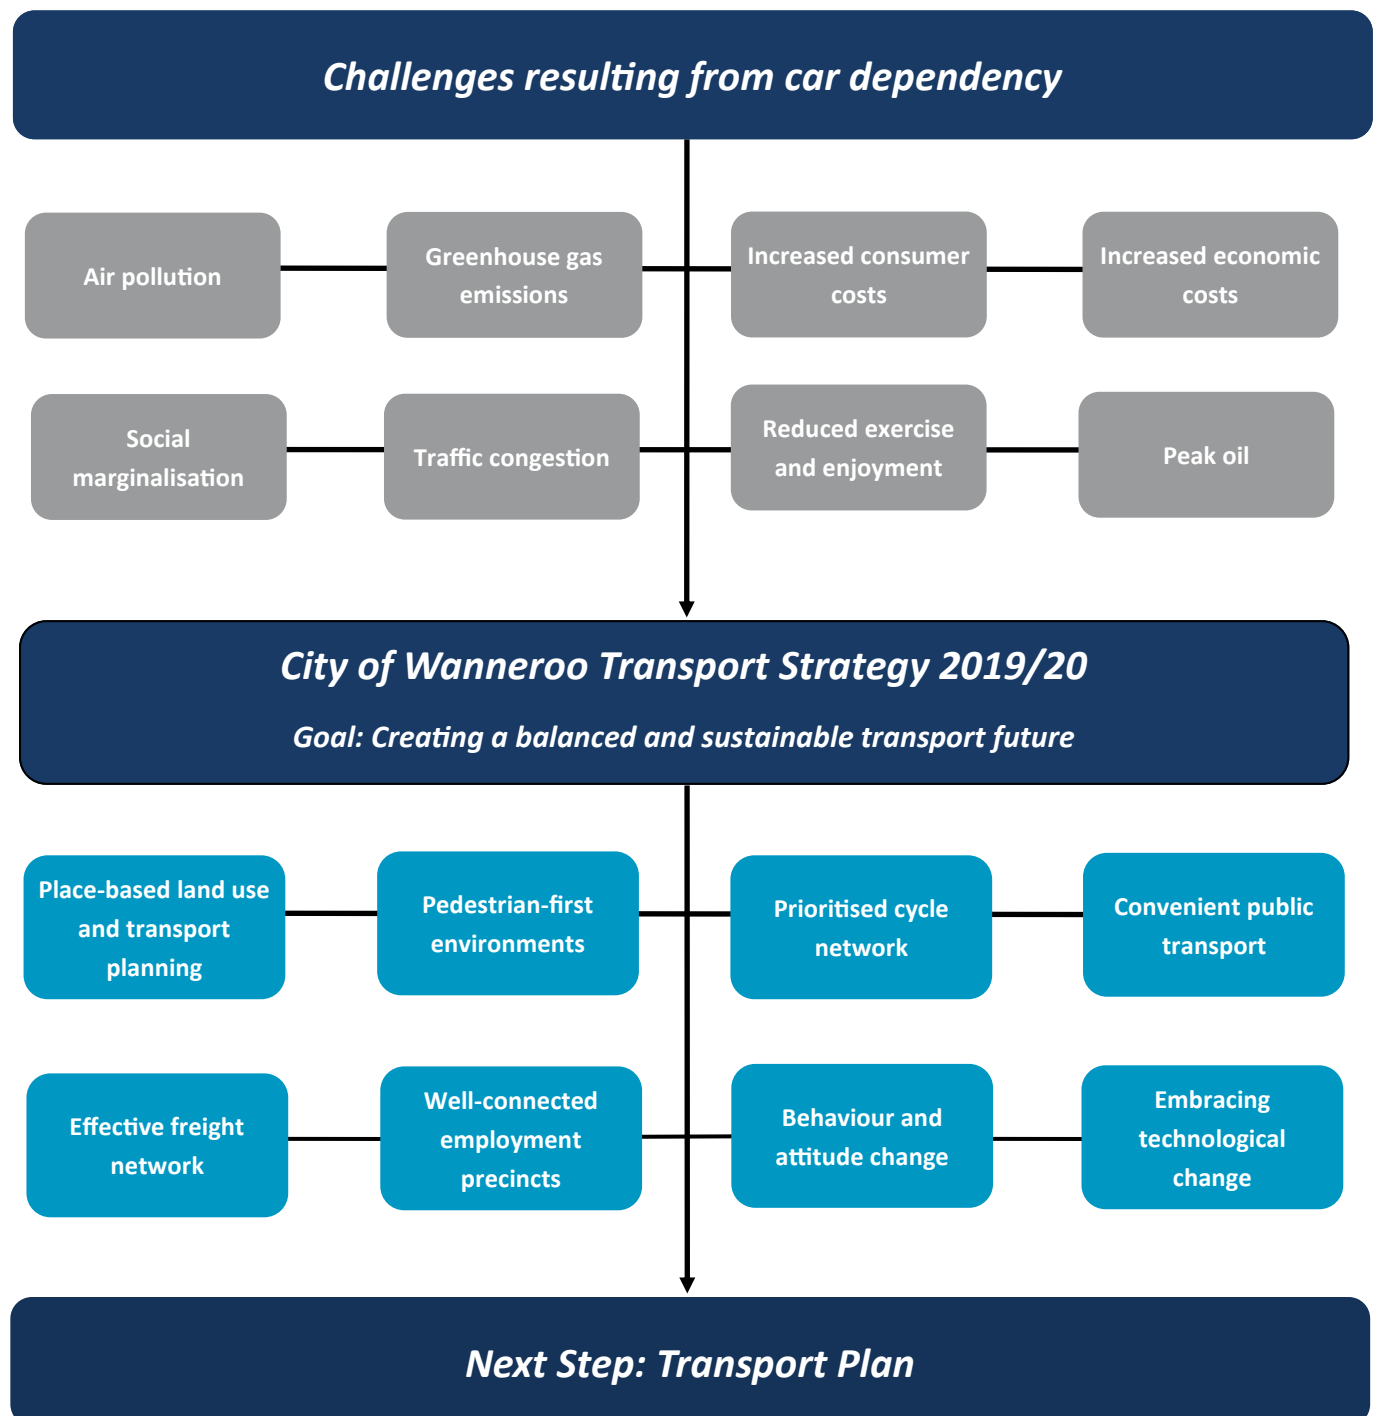 Challenges resulting from car dependency
Air pollution
Greenhouse gas
emissions
Increased consumer
costs
Increased economic
costs
Social
marginalisation
Traffic congestion
Reduced exercise
and enjoyment
Peak oil
City of Wanneroo Transport Strategy 2019/20
Goal: Creating a balanced and sustainable transport future
Place-based land use
and transport
planning
Pedestrian-first
environments
Prioritised cycle
network
Convenient public
transport
Effective freight
network
Well-connected
employment
precincts
Behaviour and
attitude change
Embracing
technological
change
Next Step: Transport Plan